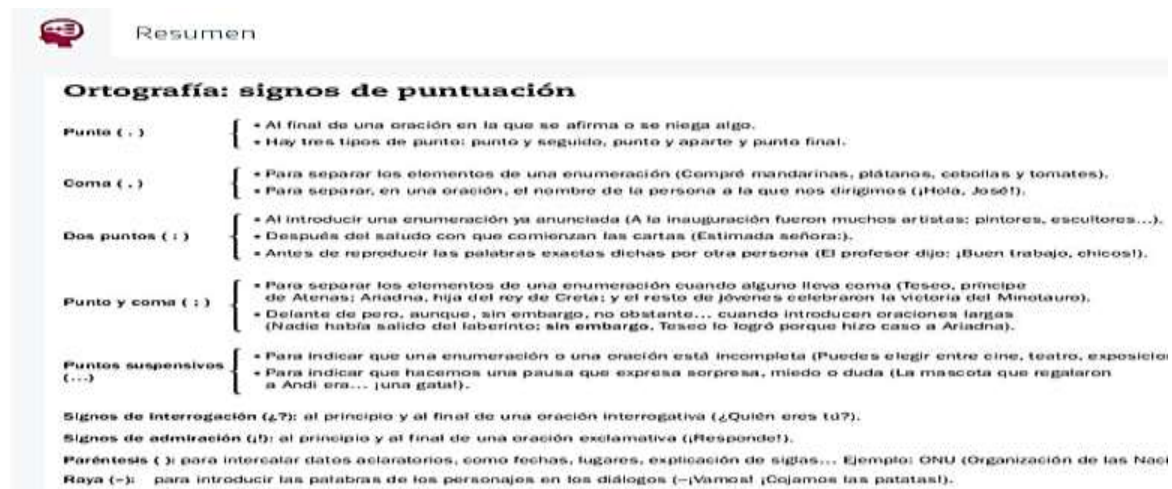 Resumen
Ortografía: signos de puntuación
Punto ( . )
• Al final de una oración en la que se afirma o se niega algo.
• Hay tres tipos de punto: punto y seguido, punto y aparte y punto final.
Coma ( , )
• Para separar los elementos de una enumeración (Compré mandarinas, plátanos, cebollas y tomates).
• Para separar, en una oración, el nombre de la persona a la que nos dirigimos (¡Hola, José!).
Dos puntos ( : )
• Al introducir una enumeración ya anunciada (A la inauguración fueron muchos artistas: pintores, escultores...).
• Después del saludo con que comienzan las cartas (Estimada señora:).
• Antes de reproducir las palabras exactas dichas por otra persona (El profesor dijo: ¡Buen trabajo, chicos!).
Punto y coma ( ; )
• Para separar los elementos de una enumeración cuando alguno lleva coma (Teseo, príncipe
de Atenas; Ariadna, hija del rey de Creta; y el resto de jóvenes celebraron la victoria del Minotauro).
• Delante de pero, aunque, sin embargo, no obstante... cuando introducen oraciones largas
(Nadie había salido del laberinto; sin embargo, Teseo lo logró porque hizo caso a Ariadna).
Puntos suspensivos
(...)
• Para indicar que una enumeración o una oración está incompleta (Puedes elegir entre cine, teatro, exposicion
• Para indicar que hacemos una pausa que expresa sorpresa, miedo o duda (La mascota que regalaron
a Andi era... ¡una gata!).
Signos de interrogación (¿?): al principio y al final de una oración interrogativa (¿Quién eres tú?).
Signos de admiración (¡!): al principio y al final de una oración exclamativa (¡Responde!).
Paréntesis ( ): para intercalar datos aclaratorios, como fechas, lugares, explicación de siglas... Ejemplo: ONU (Organización de las Naci
Raya (–): para introducir las palabras de los personajes en los diálogos (–¡Vamos! ¡Cojamos las patatas!).